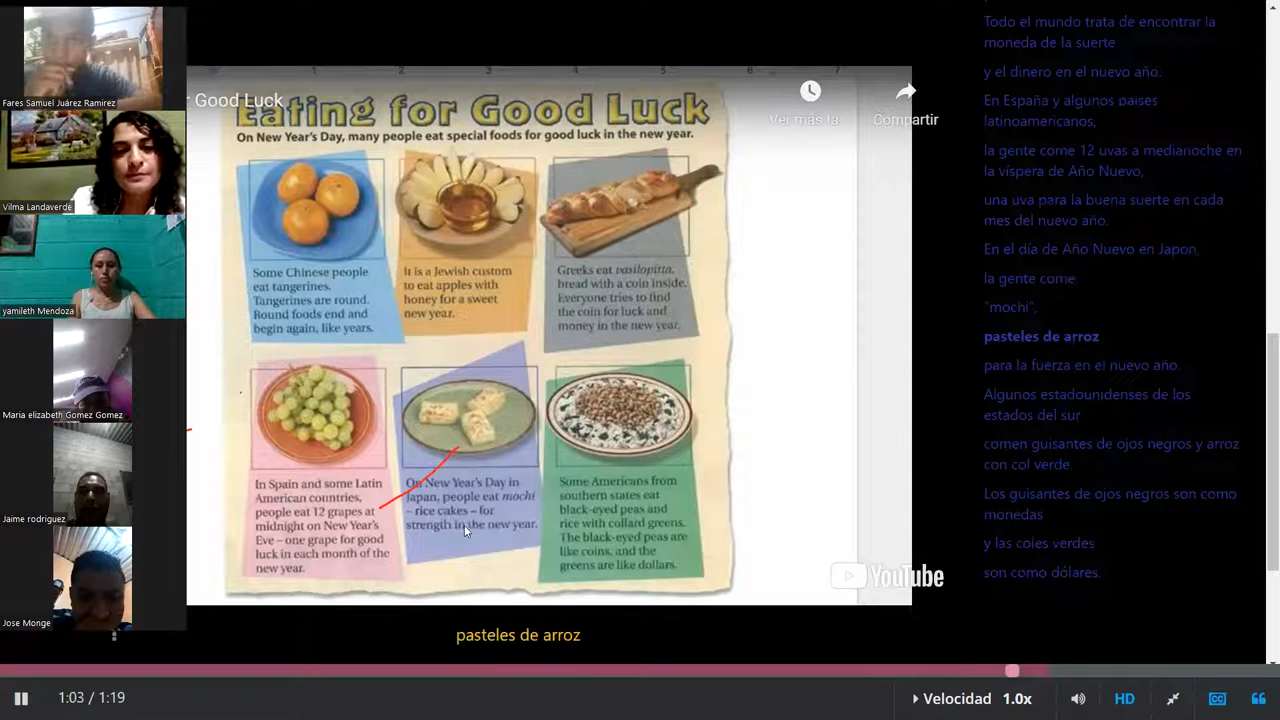 Fares Samuel Juárez Ramirez
Vilma Landaverde
yamileth Mendoza
Maria elizabeth Gomez Gomez
Jaime rodriguez
Jose Monge
1 2 3 4 5 6 7
Good Luck
Ver más ta
Compartir
Eating for Good Luck
On New Year's Day, many people eat special foods for good luck in the new year.
Some Chinese people
eat tangerines.
Tangerines are round.
Round foods end and
begin again, like years.
It is a Jewish custom
to eat apples with
honey for a sweet
new year.
Greeks eat vasilopitta,
bread with a coin inside.
Everyone tries to find
the coin for luck and
money in the new year.
In Spain and some Latin
American countries,
people eat 12 grapes at
midnight on New Year's
Eve – one grape for good
luck in each month of the
new year.
On New Year's Day in
Japan, people eat mochi
– rice cakes – for
strength in the new year.
Some Americans from
southern states eat
black-eyed peas and
rice with collard greens.
The black-eyed peas are
like coins, and the
greens are like dollars.
YouTube
pasteles de arroz
Todo el mundo trata de encontrar la
moneda de la suerte
y el dinero en el nuevo año.
En España y algunos paises
latinoamericanos,
la gente come 12 uvas a medianoche en
la víspera de Año Nuevo,
una uva para la buena suerte en cada
mes del nuevo año.
En el día de Año Nuevo en Japon,
la gente come
"mochi",
pasteles de arroz
para la fuerza en el nuevo año.
Algunos estadounidenses de los
estados del sur
comen guisantes de ojos negros y arroz
con col verde.
Los guisantes de ojos negros son como
monedas
y las coies verdes
son como dólares.
1:03 / 1:19
Velocidad 1.0x
HD
CC